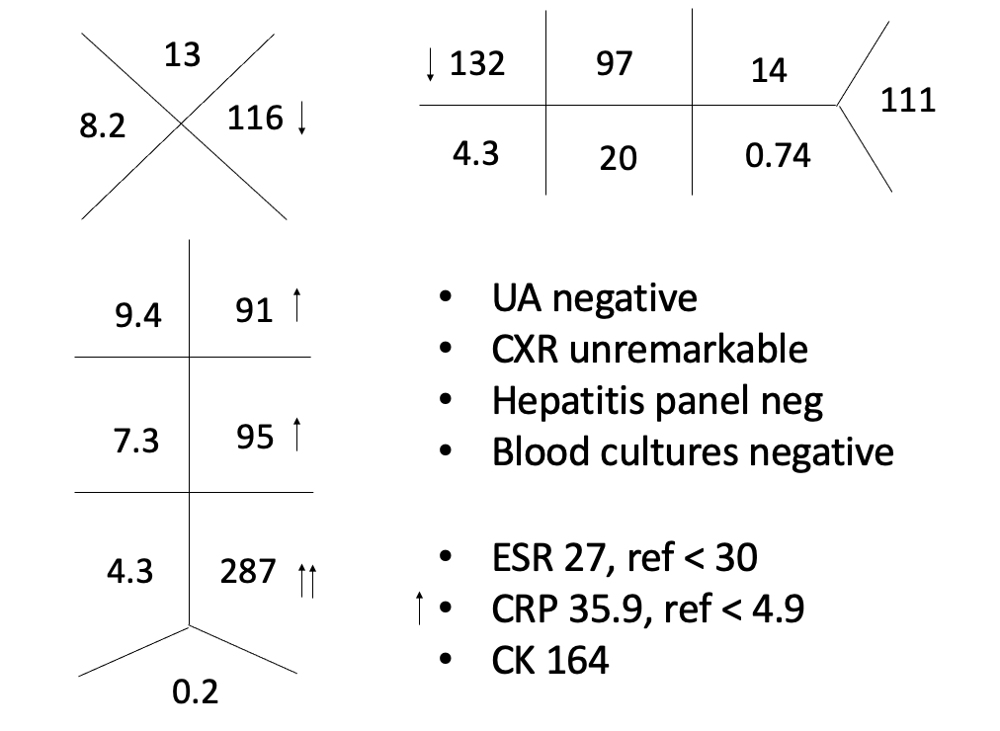 13
8.2
116 ↓
↓ 132
97
14
111
4.3
20
0.74
9.4
91 ↑
7.3
95 ↑
4.3
287 ↑↑
0.2
• UA negative
• CXR unremarkable
• Hepatitis panel neg
• Blood cultures negative
• ESR 27, ref < 30
↑ • CRP 35.9, ref < 4.9
• CK 164